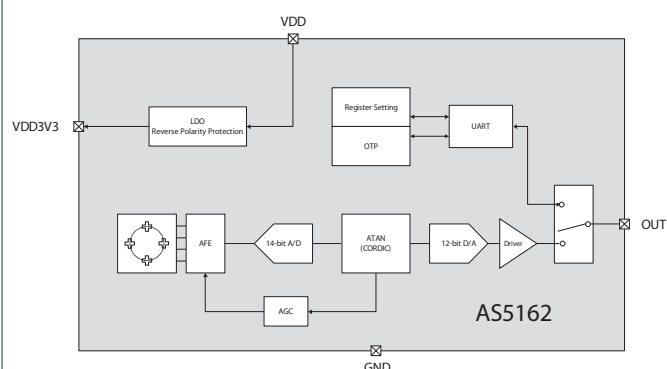 VDD
LDO
Reverse Polarity Protection
VDD3V3
Register Setting
OTP
UART
AFE
14-bit A/D
ATAN
(CORDIC)
12-bit D/A
Driver
OUT
AGC
AS5162
GND